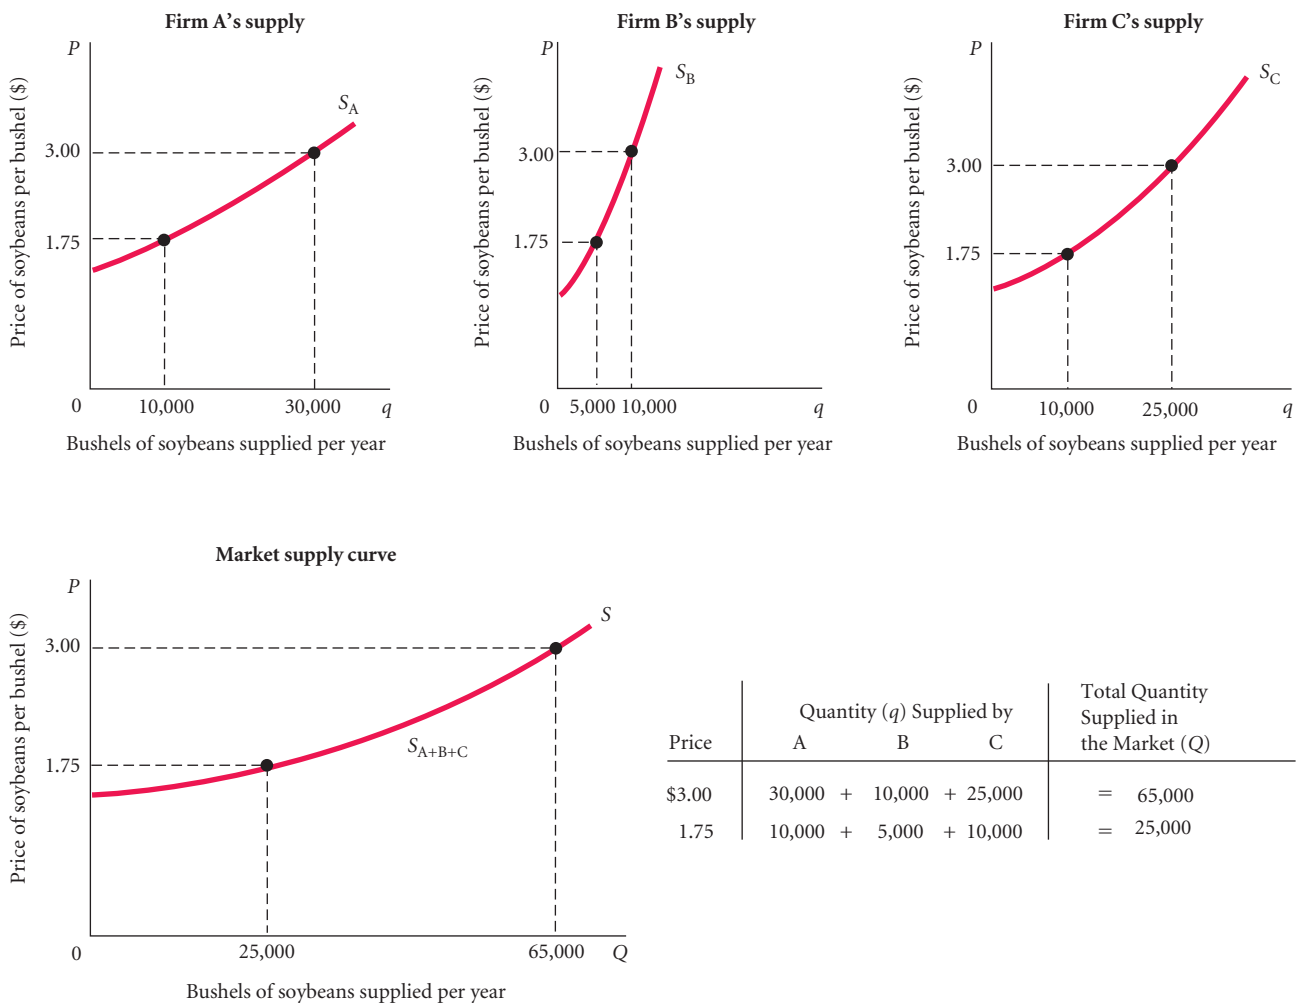 Firm A's supply
P
Price of soybeans per bushel ($)
S_A
3.00
1.75
0
10,000
30,000
q
Bushels of soybeans supplied per year
Firm B's supply
P
Price of soybeans per bushel ($)
S_B
3.00
1.75
0
5,000
10,000
q
Bushels of soybeans supplied per year
Firm C's supply
P
Price of soybeans per bushel ($)
S_C
3.00
1.75
0
10,000
25,000
q
Bushels of soybeans supplied per year
Market supply curve
P
Price of soybeans per bushel ($)
S
3.00
S_A+B+C
1.75
0
25,000
65,000
Q
Bushels of soybeans supplied per year
Quantity (q) Supplied by
Total Quantity
Supplied in
the Market (Q)
Price A B C
$3.00 30,000 + 10,000 + 25,000 = 65,000
1.75 10,000 + 5,000 + 10,000 = 25,000